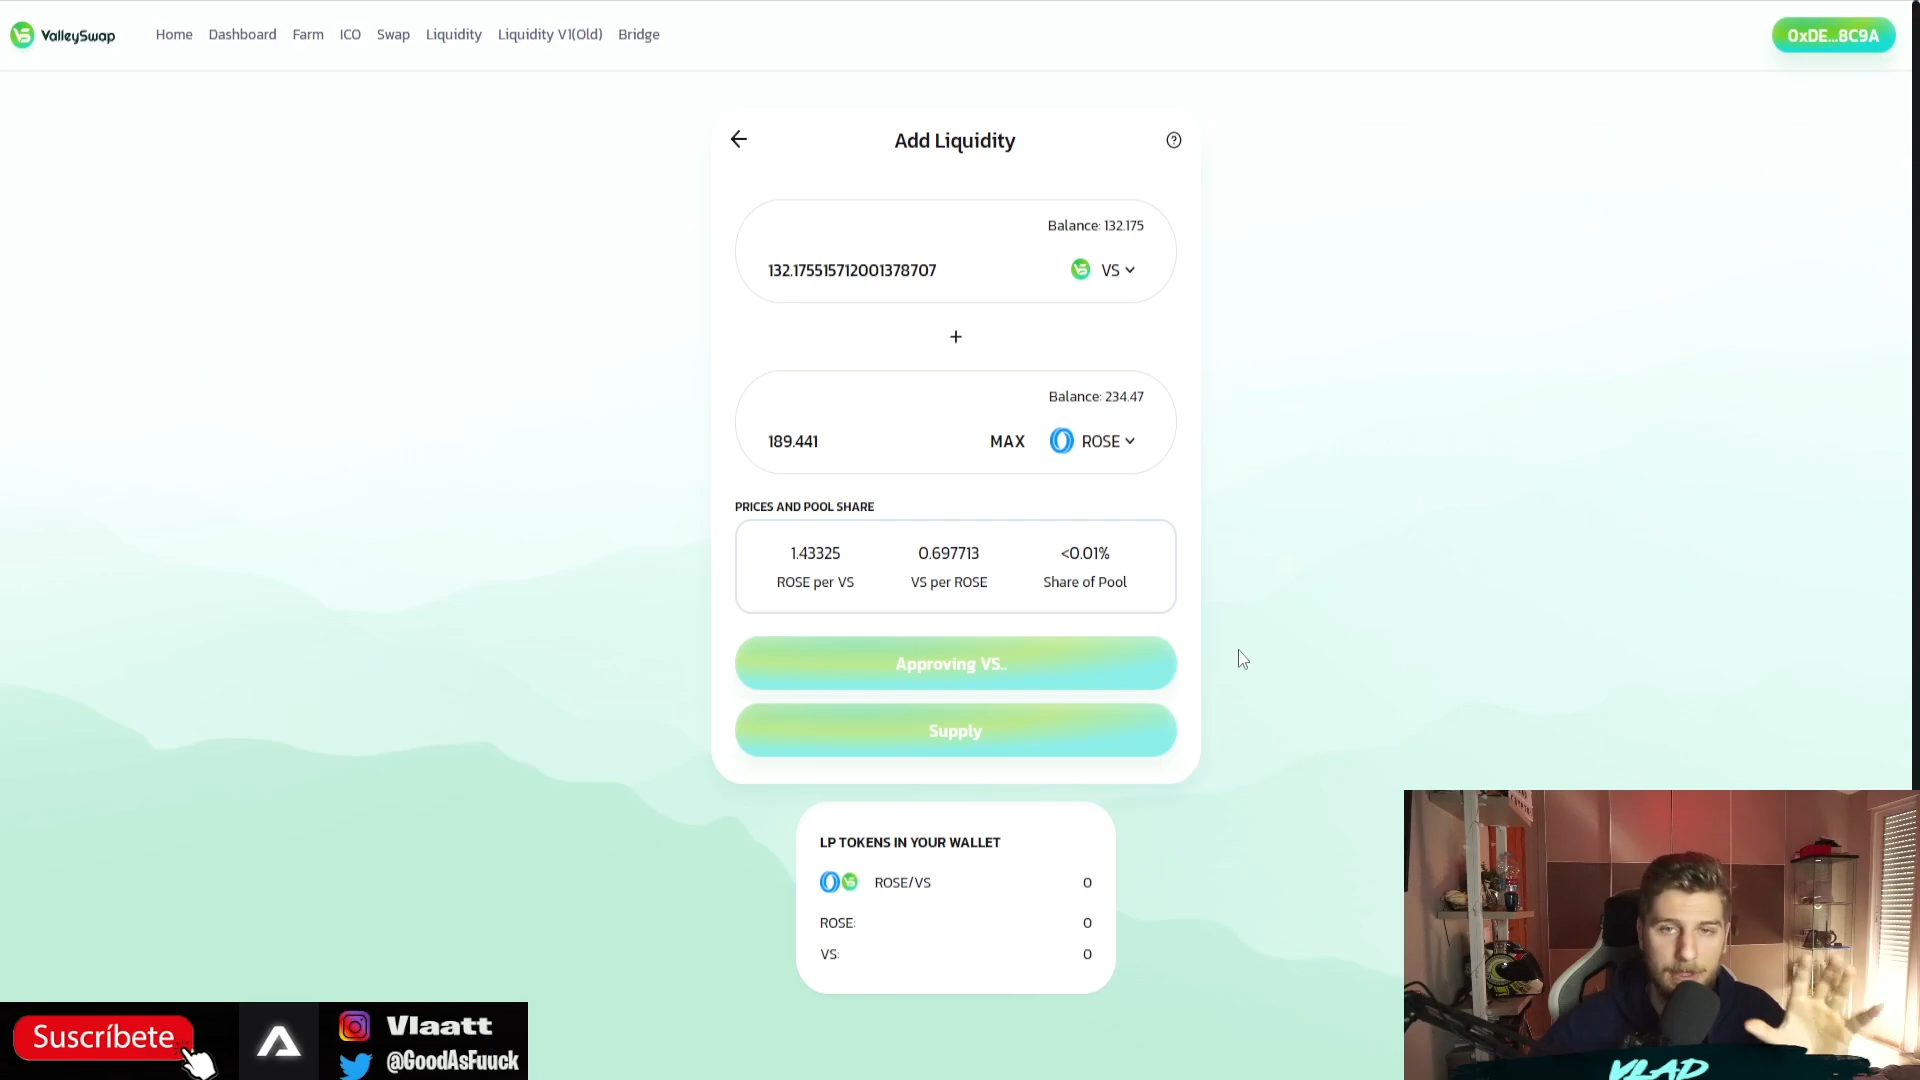 ValleySwap Home Dashboard Farm ICO Swap Liquidity Liquidity V1(Old) Bridge 0xDE...8C9A
Add Liquidity
Balance: 132.175
132.175515712001378707 VS
+
Balance: 234.47
189.441 MAX ROSE
PRICES AND POOL SHARE
1.43325 0.697713 <0.01%
ROSE per VS VS per ROSE Share of Pool
Approving VS..
Supply
LP TOKENS IN YOUR WALLET
ROSE/VS 0
ROSE: 0
VS: 0
Suscríbete
Vlaatt
@GoodAsFuuck
VLAD